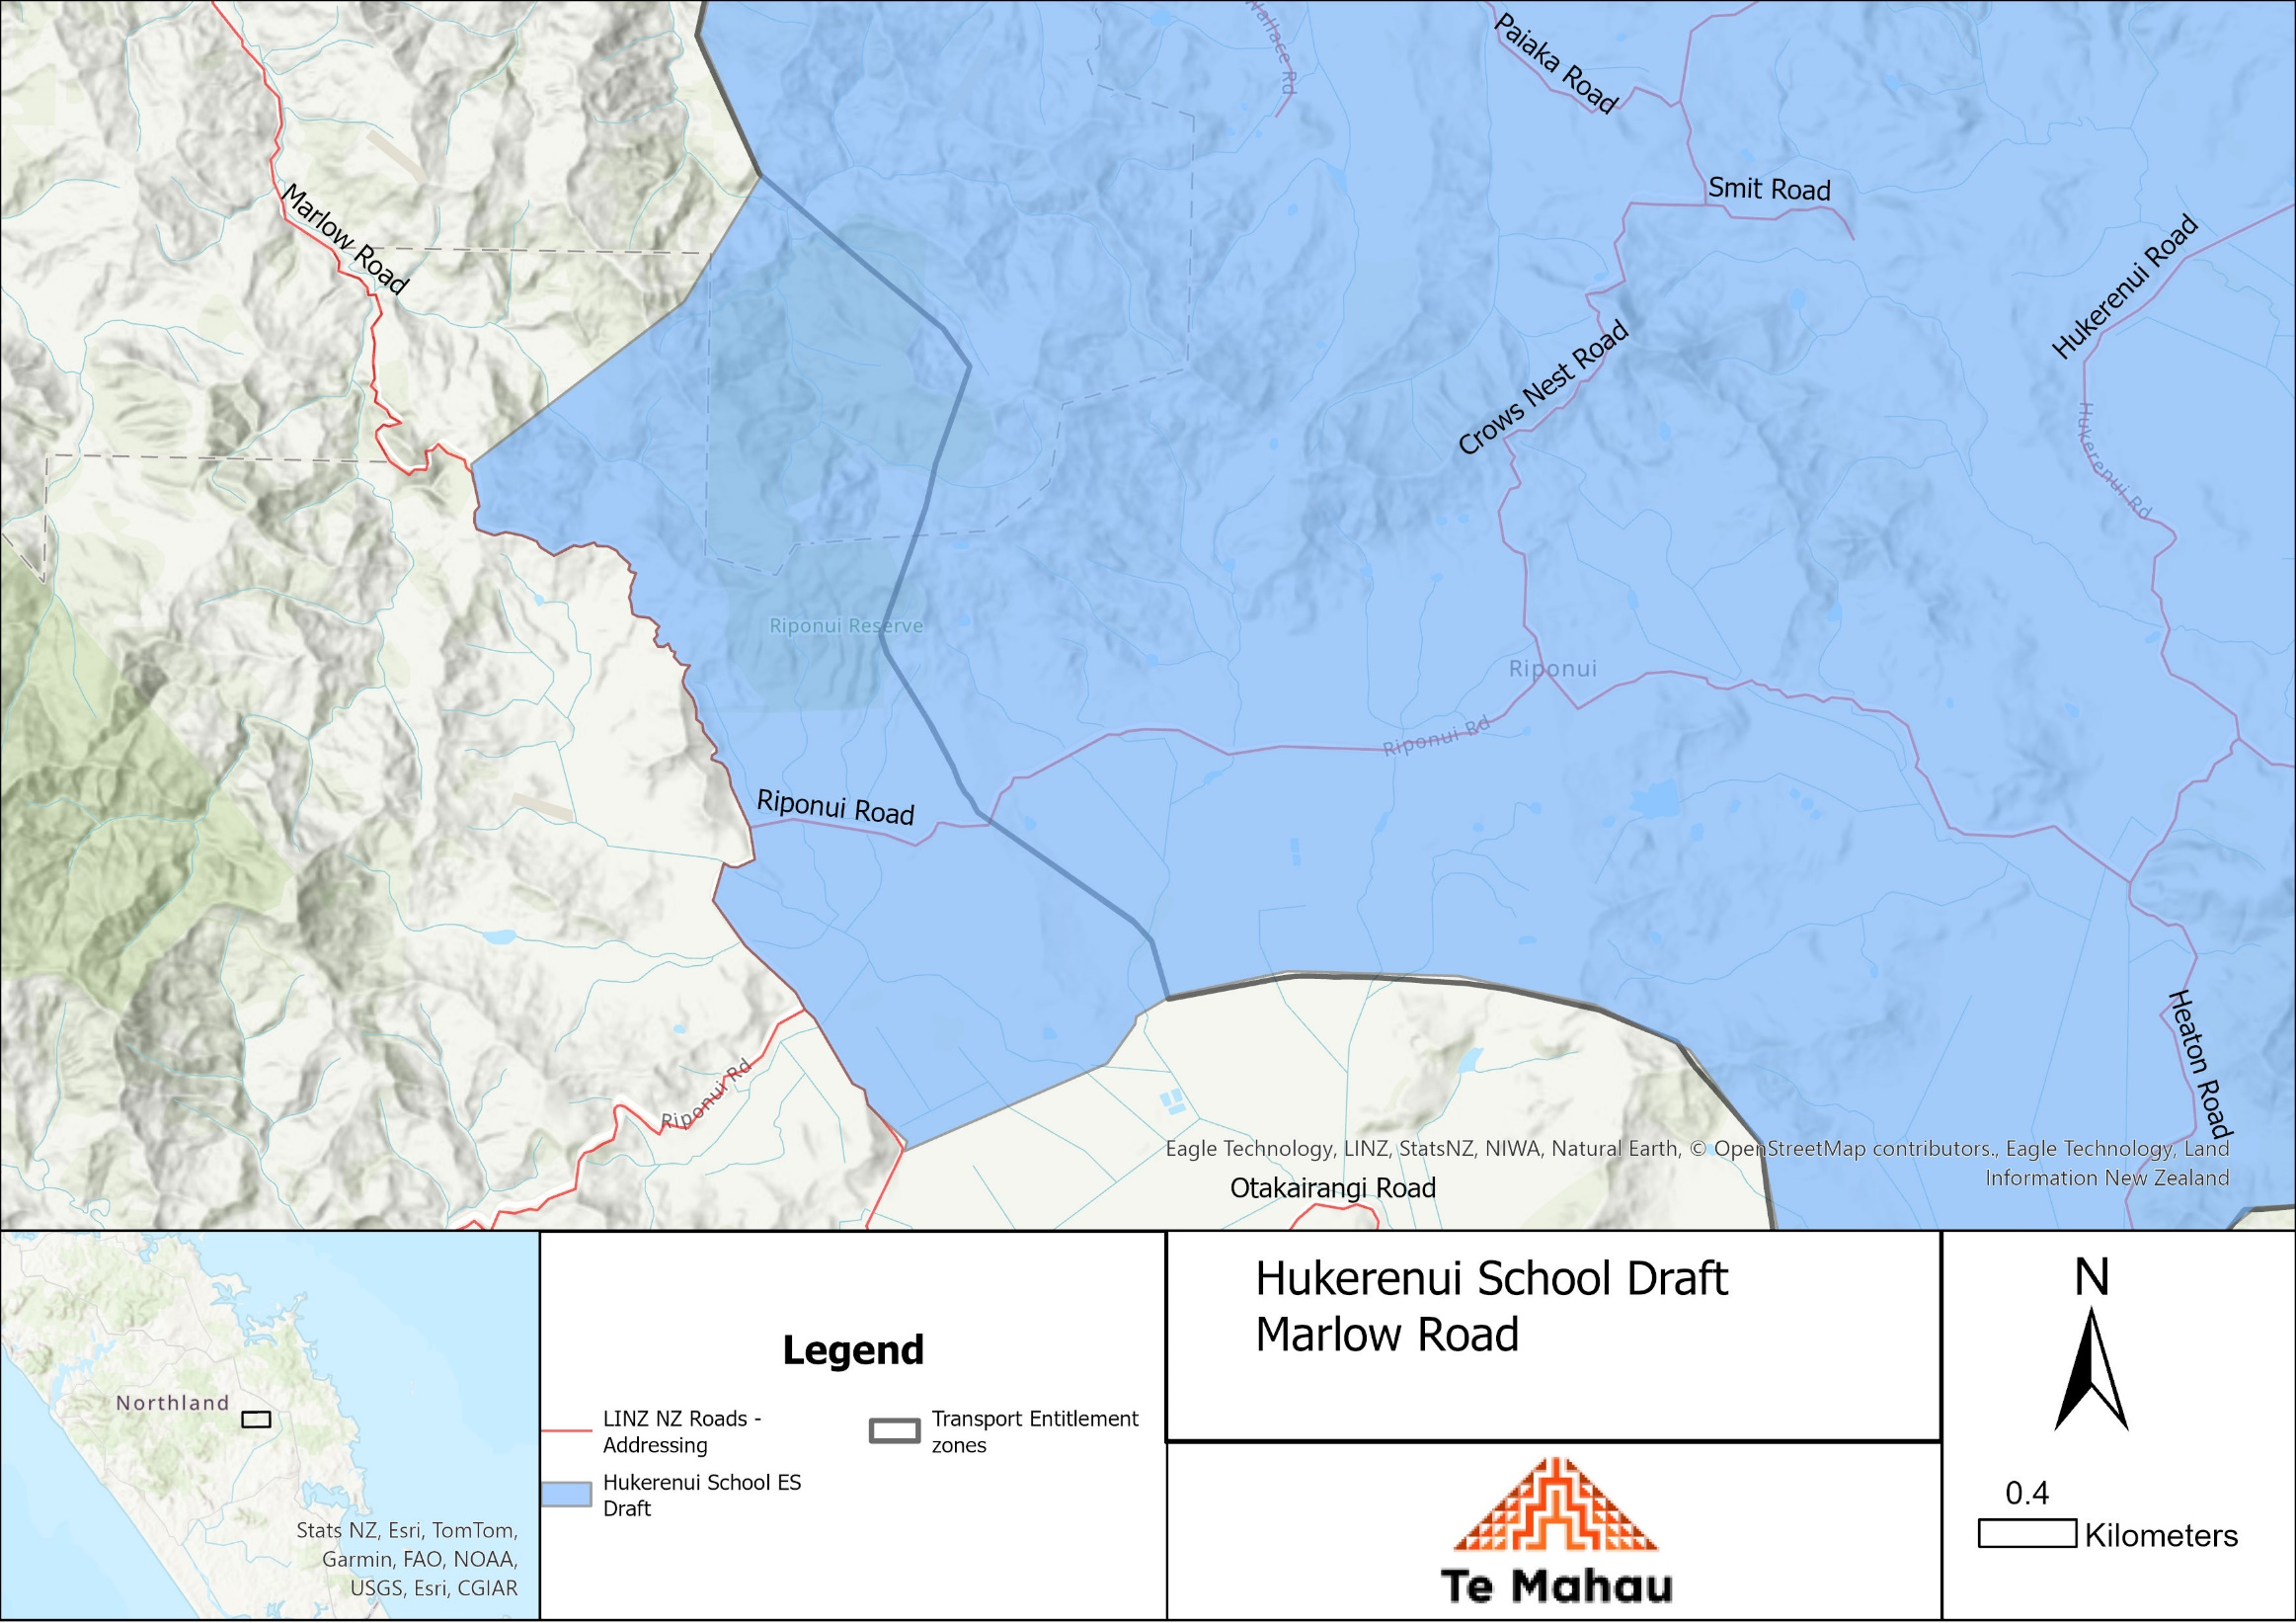 Wallace Rd
Paiaka Road
Smit Road
Marlow Road
Hukerenui Road
Crows Nest Road
Hukerenui Rd
Riponui Reserve
Riponui
Riponui Rd
Riponui Road
Heaton Road
Riponui Rd
Eagle Technology, LINZ, StatsNZ, NIWA, Natural Earth, © OpenStreetMap contributors., Eagle Technology, Land
Information New Zealand
Otakairangi Road
Northland
Stats NZ, Esri, TomTom,
Garmin, FAO, NOAA,
USGS, Esri, CGIAR
Legend
LINZ NZ Roads -
Addressing
Hukerenui School ES
Draft
Transport Entitlement
zones
Hukerenui School Draft
Marlow Road
Te Mahau
N
0.4
Kilometers